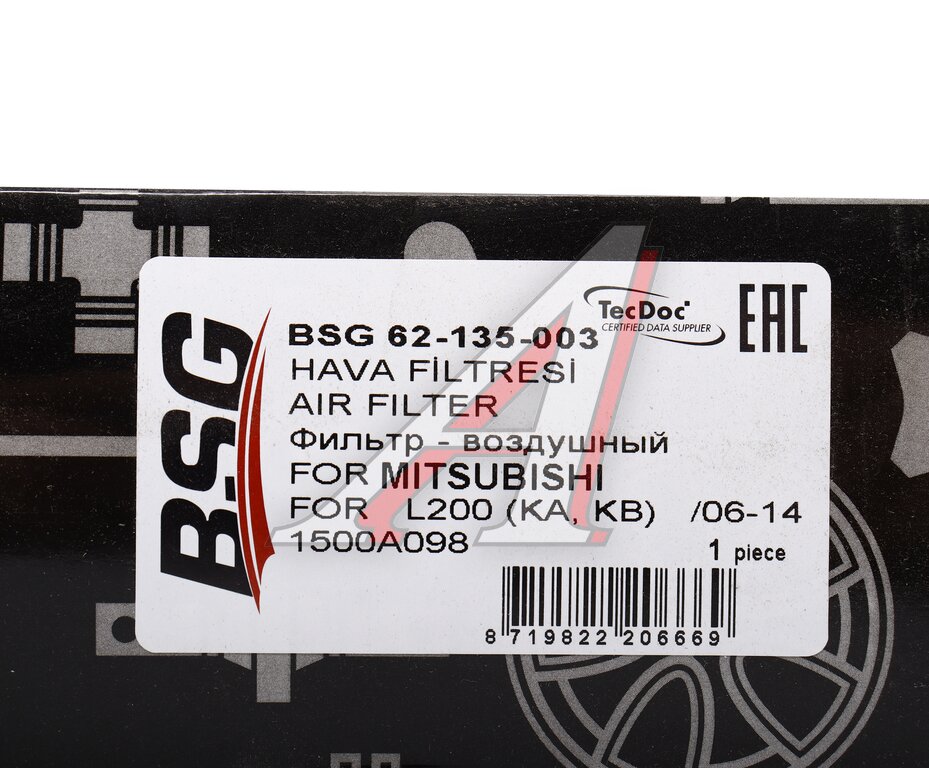 BSG
BSG 62-135-003
TecDoc
CERTIFIED DATA SUPPLIER
EAC
HAVA FİLTRESİ
AIR FILTER
Фильтр - воздушный
FOR MITSUBISHI
FOR L200 (KA, KB) /06-14
1500A098
1 piece
8 719822 206669